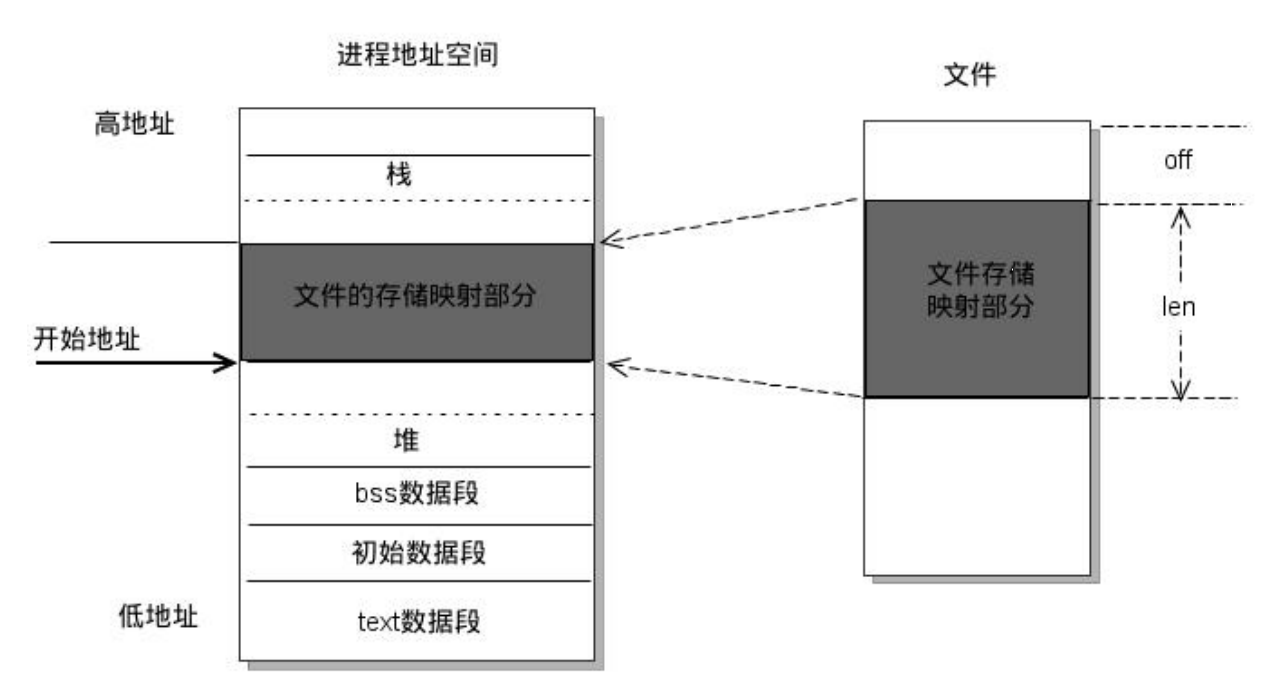 进程地址空间
文件
高地址
off
栈
文件存储
映射部分
文件的存储映射部分
len
开始地址
堆
bss数据段
初始数据段
低地址
text数据段